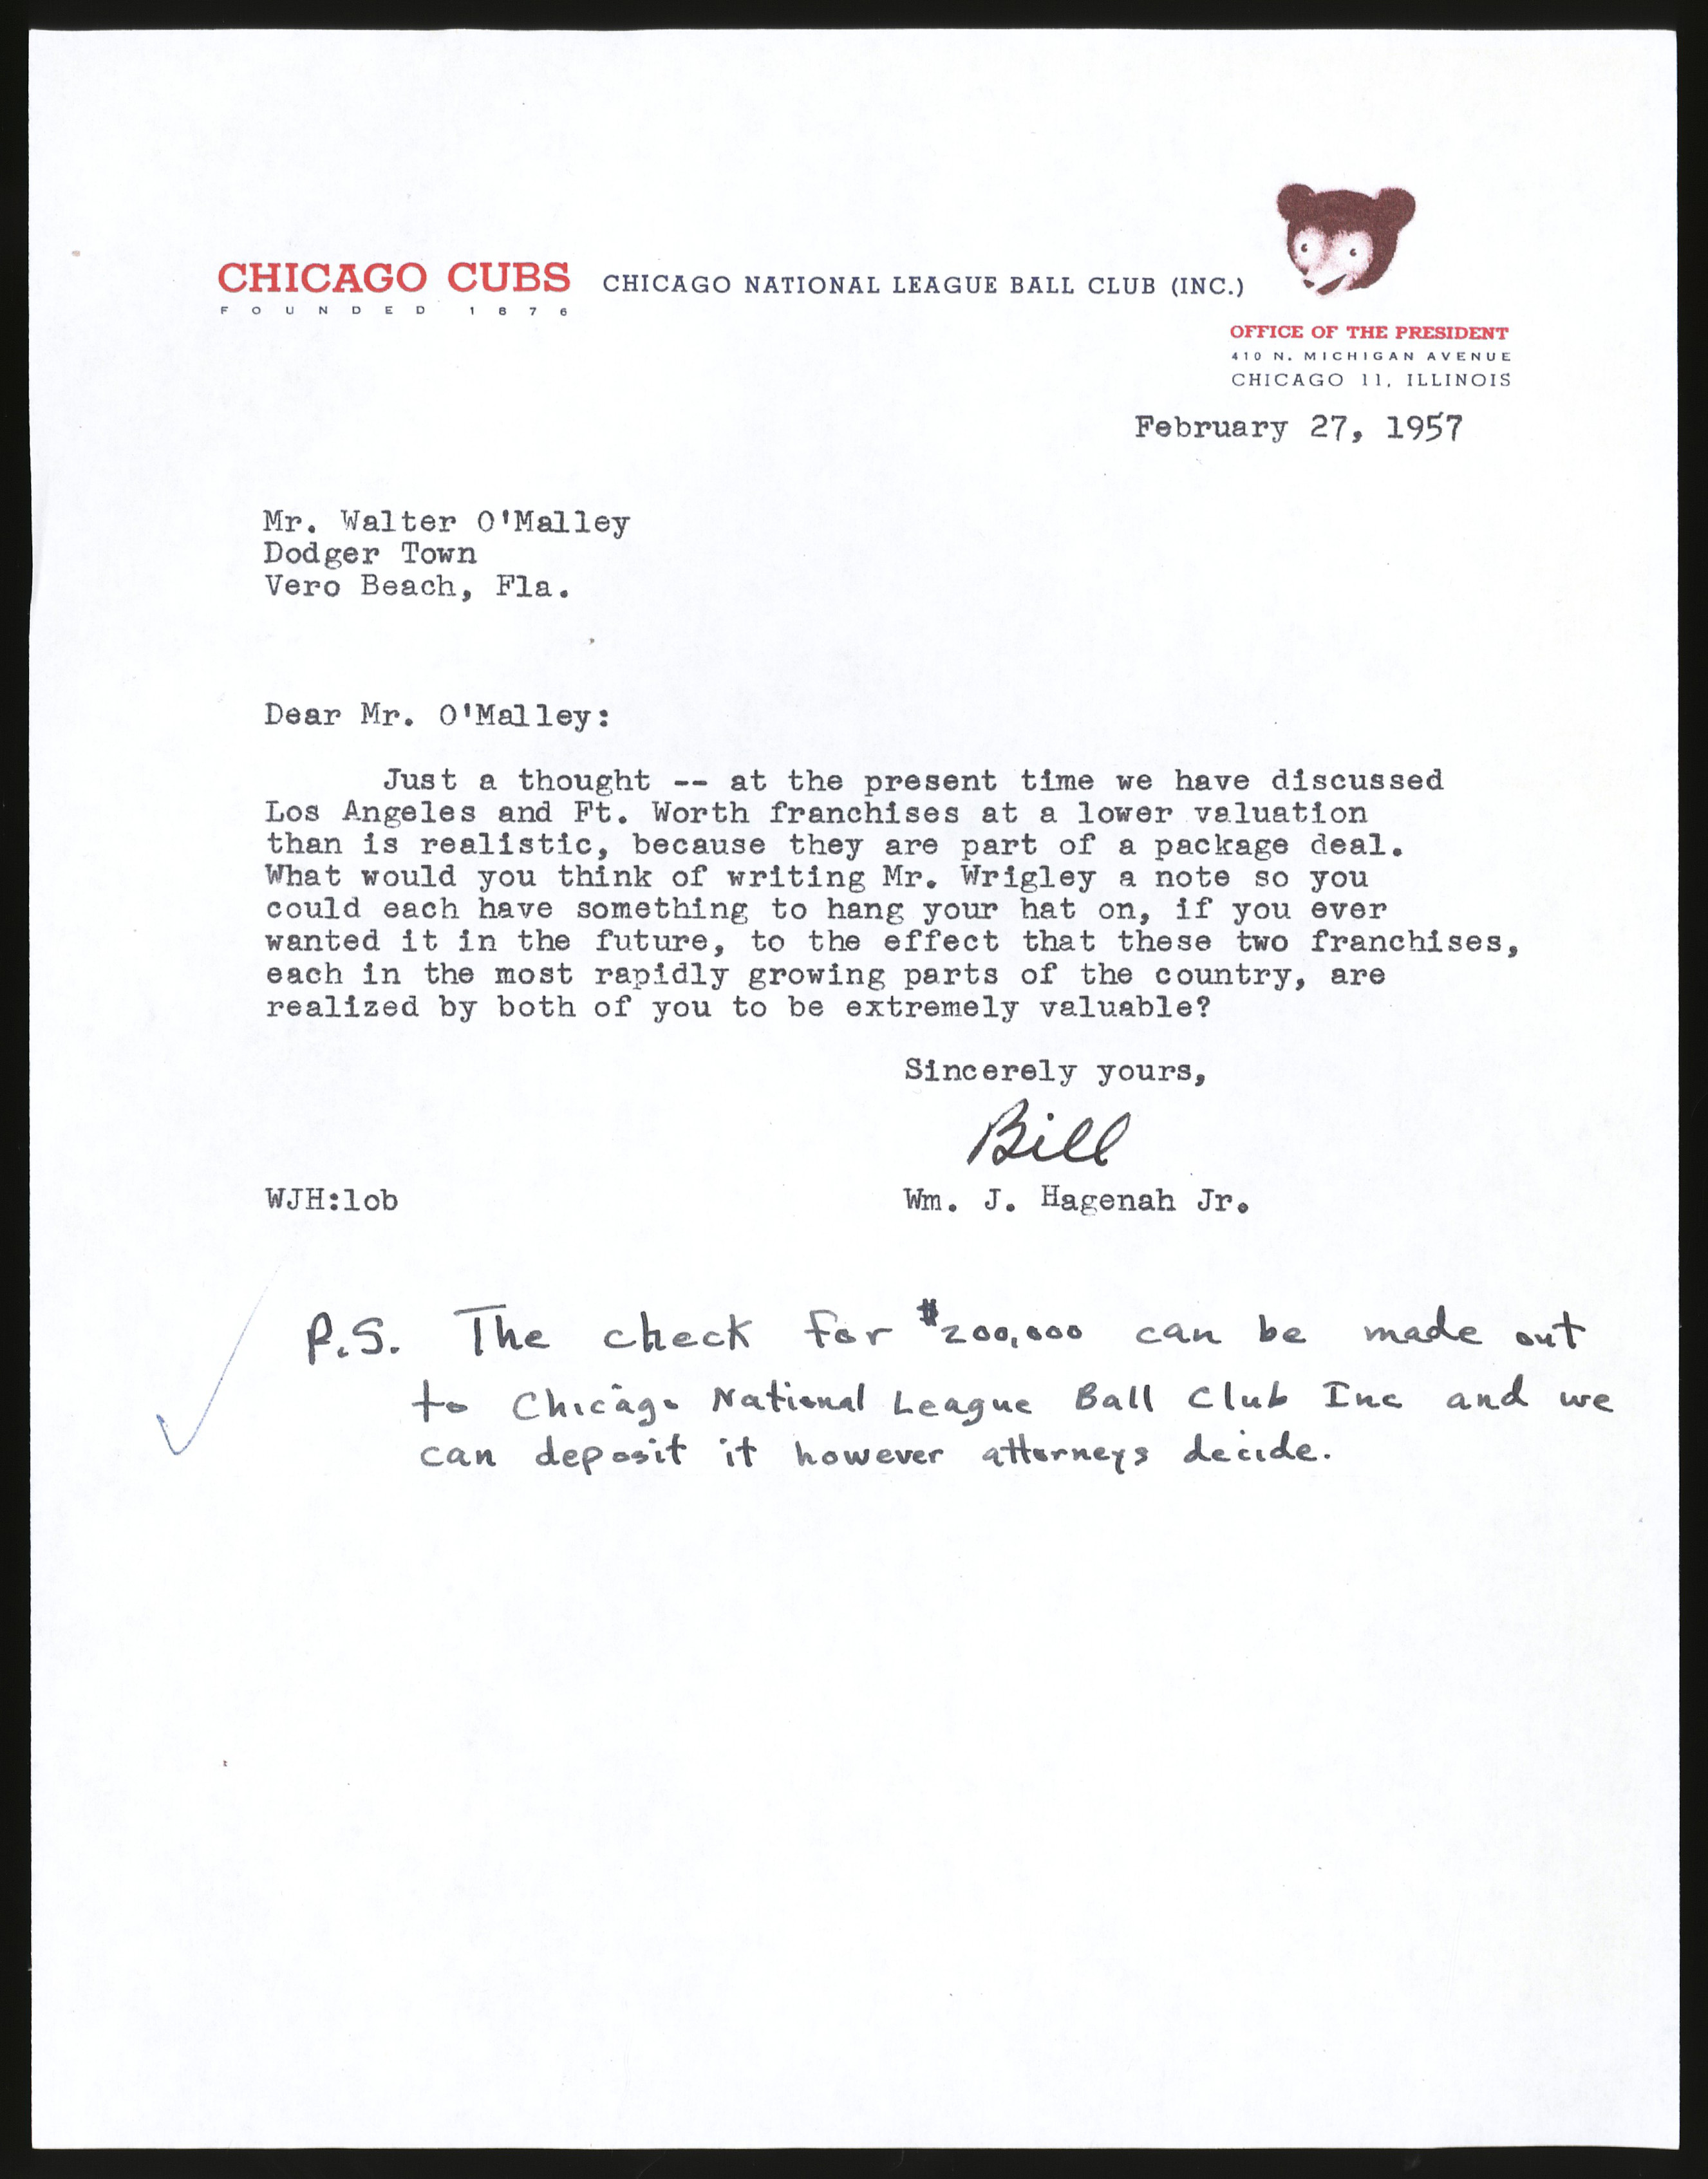 CHICAGO CUBS CHICAGO NATIONAL LEAGUE BALL CLUB (INC.)
FOUNDED 1876
OFFICE OF THE PRESIDENT
410 N. MICHIGAN AVENUE
CHICAGO 11, ILLINOIS
February 27, 1957
Mr. Walter O'Malley
Dodger Town
Vero Beach, Fla.
Dear Mr. O'Malley:
Just a thought -- at the present time we have discussed
Los Angeles and Ft. Worth franchises at a lower valuation
than is realistic, because they are part of a package deal.
What would you think of writing Mr. Wrigley a note so you
could each have something to hang your hat on, if you ever
wanted it in the future, to the effect that these two franchises,
each in the most rapidly growing parts of the country, are
realized by both of you to be extremely valuable?
Sincerely yours,
Bill
WJH:lob Wm. J. Hagenah Jr.
P.S. The check for $200,000 can be made out
to Chicago National League Ball Club Inc and we
can deposit it however attorneys decide.